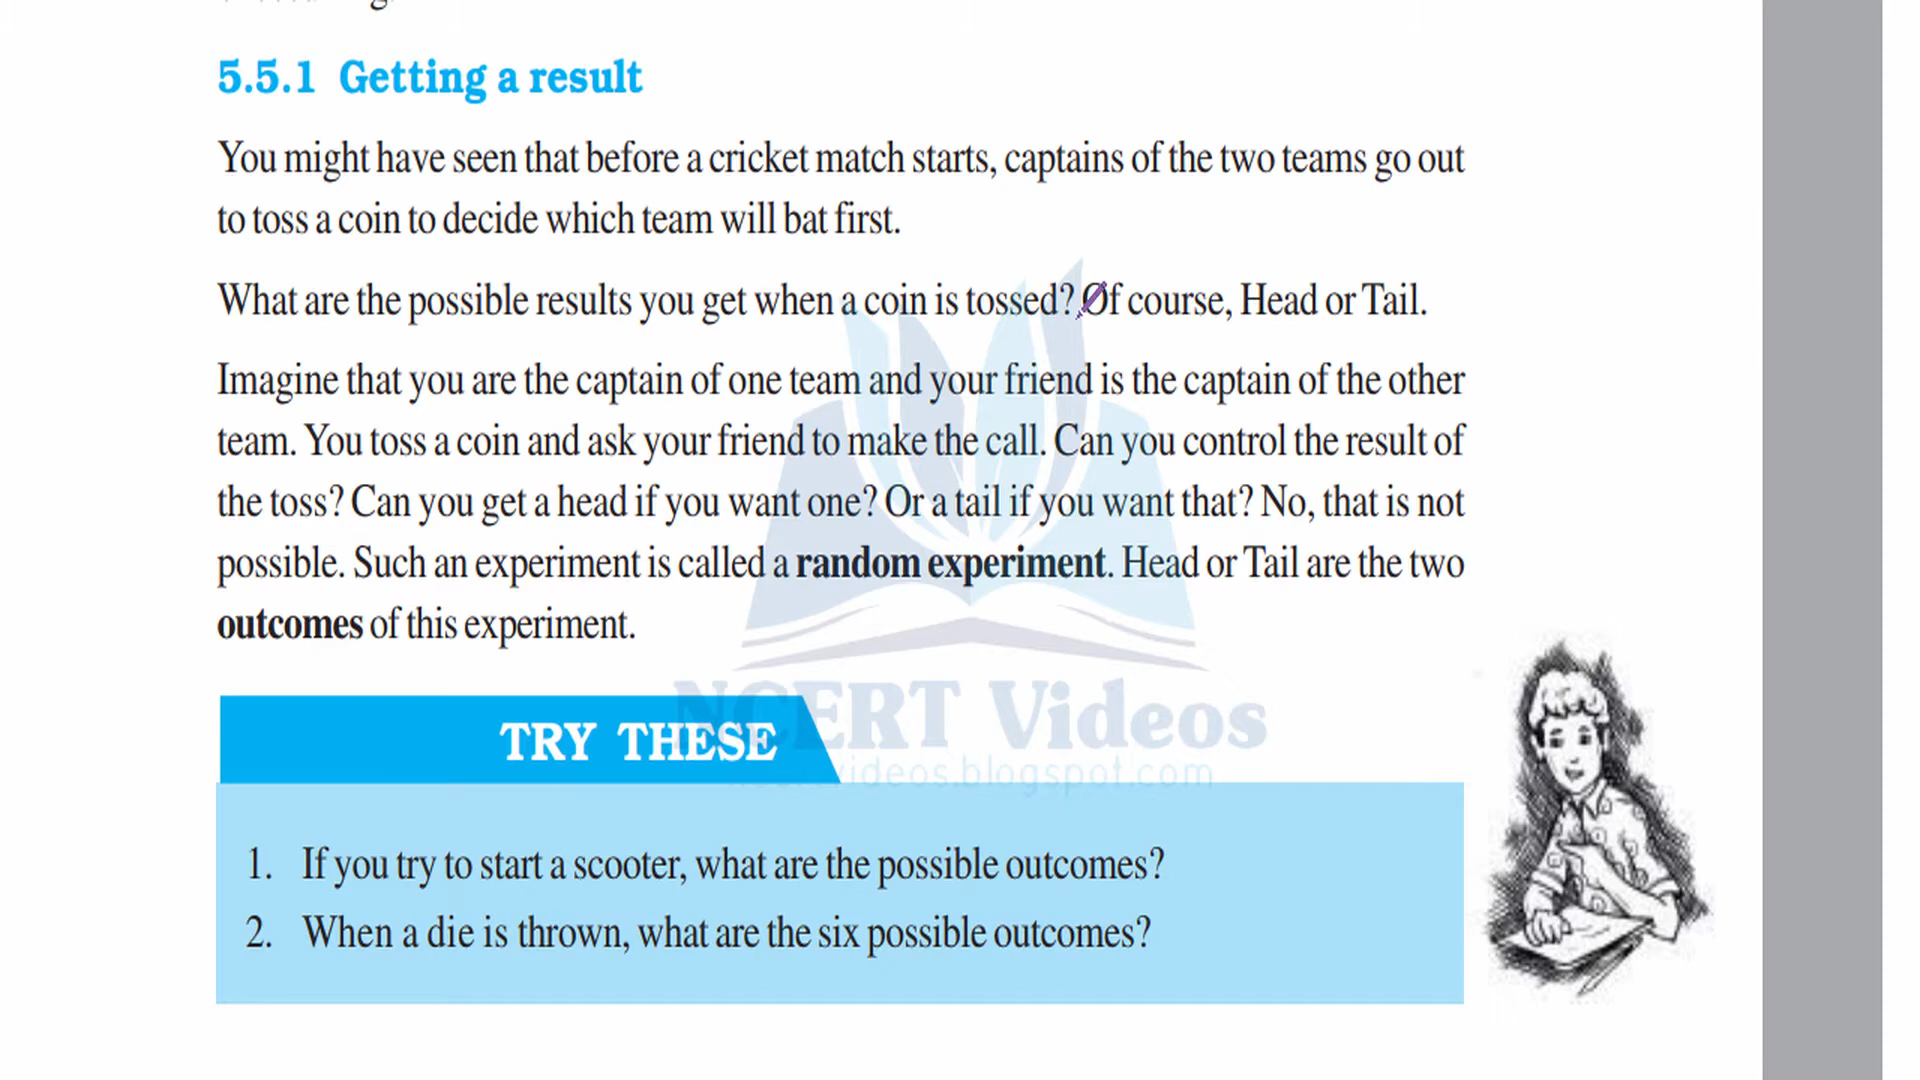 5.5.1 Getting a result
You might have seen that before a cricket match starts, captains of the two teams go out
to toss a coin to decide which team will bat first.
What are the possible results you get when a coin is tossed? Of course, Head or Tail.
Imagine that you are the captain of one team and your friend is the captain of the other
team. You toss a coin and ask your friend to make the call. Can you control the result of
the toss? Can you get a head if you want one? Or a tail if you want that? No, that is not
possible. Such an experiment is called a random experiment. Head or Tail are the two
outcomes of this experiment.
NCERT Videos
TRY THESE
videos.blogspot.com
1. If you try to start a scooter, what are the possible outcomes?
2. When a die is thrown, what are the six possible outcomes?